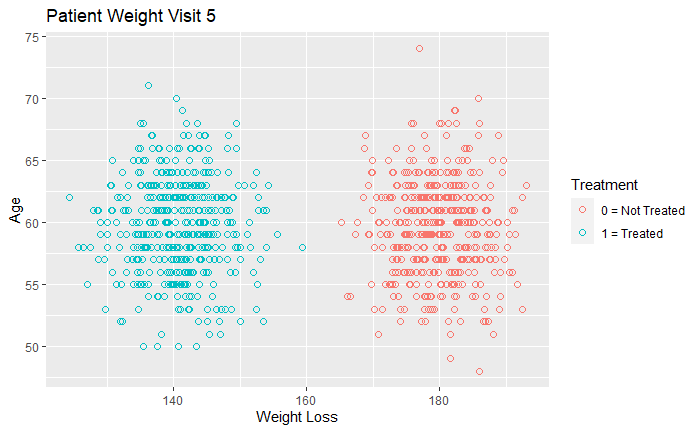 Patient Weight Visit 5
75
70
65
60
55
50
Age
140
160
180
Weight Loss
Treatment
0 = Not Treated
1 = Treated